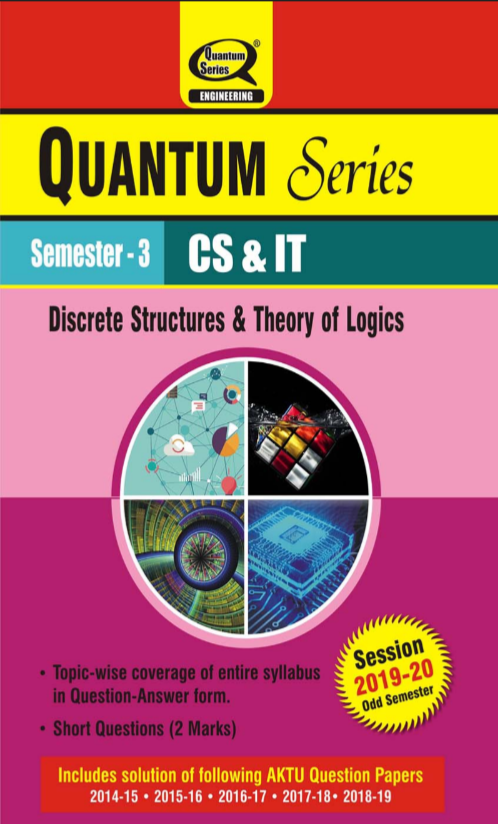 Quantum
Series
®
ENGINEERING
QUANTUM Series
Semester - 3 CS & IT
Discrete Structures & Theory of Logics
• Topic-wise coverage of entire syllabus
in Question-Answer form.
• Short Questions (2 Marks)
Session
2019-20
Odd Semester
Includes solution of following AKTU Question Papers
2014-15 • 2015-16 • 2016-17 • 2017-18 • 2018-19